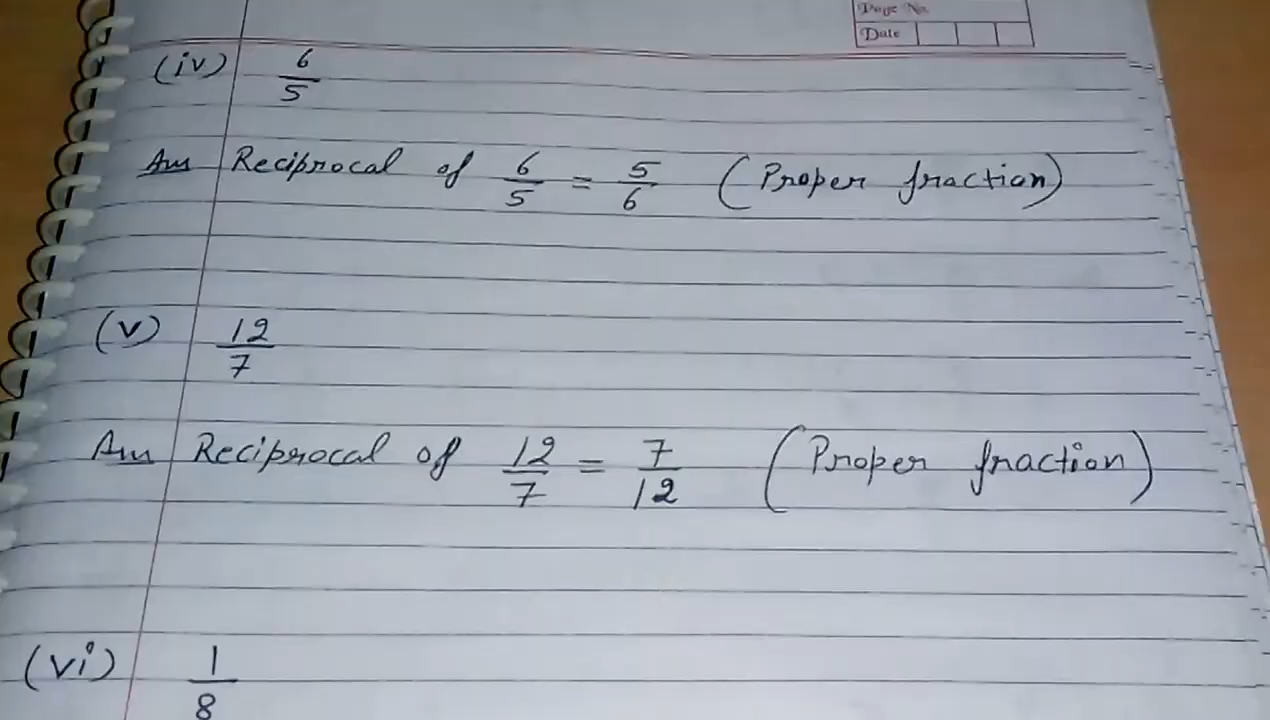 Page No.
Date
(iv) 6/5
Ans Reciprocal of 6/5 = 5/6 (Proper fraction)
(v) 12/7
Ans Reciprocal of 12/7 = 7/12 (Proper fraction)
(vi) 1/8